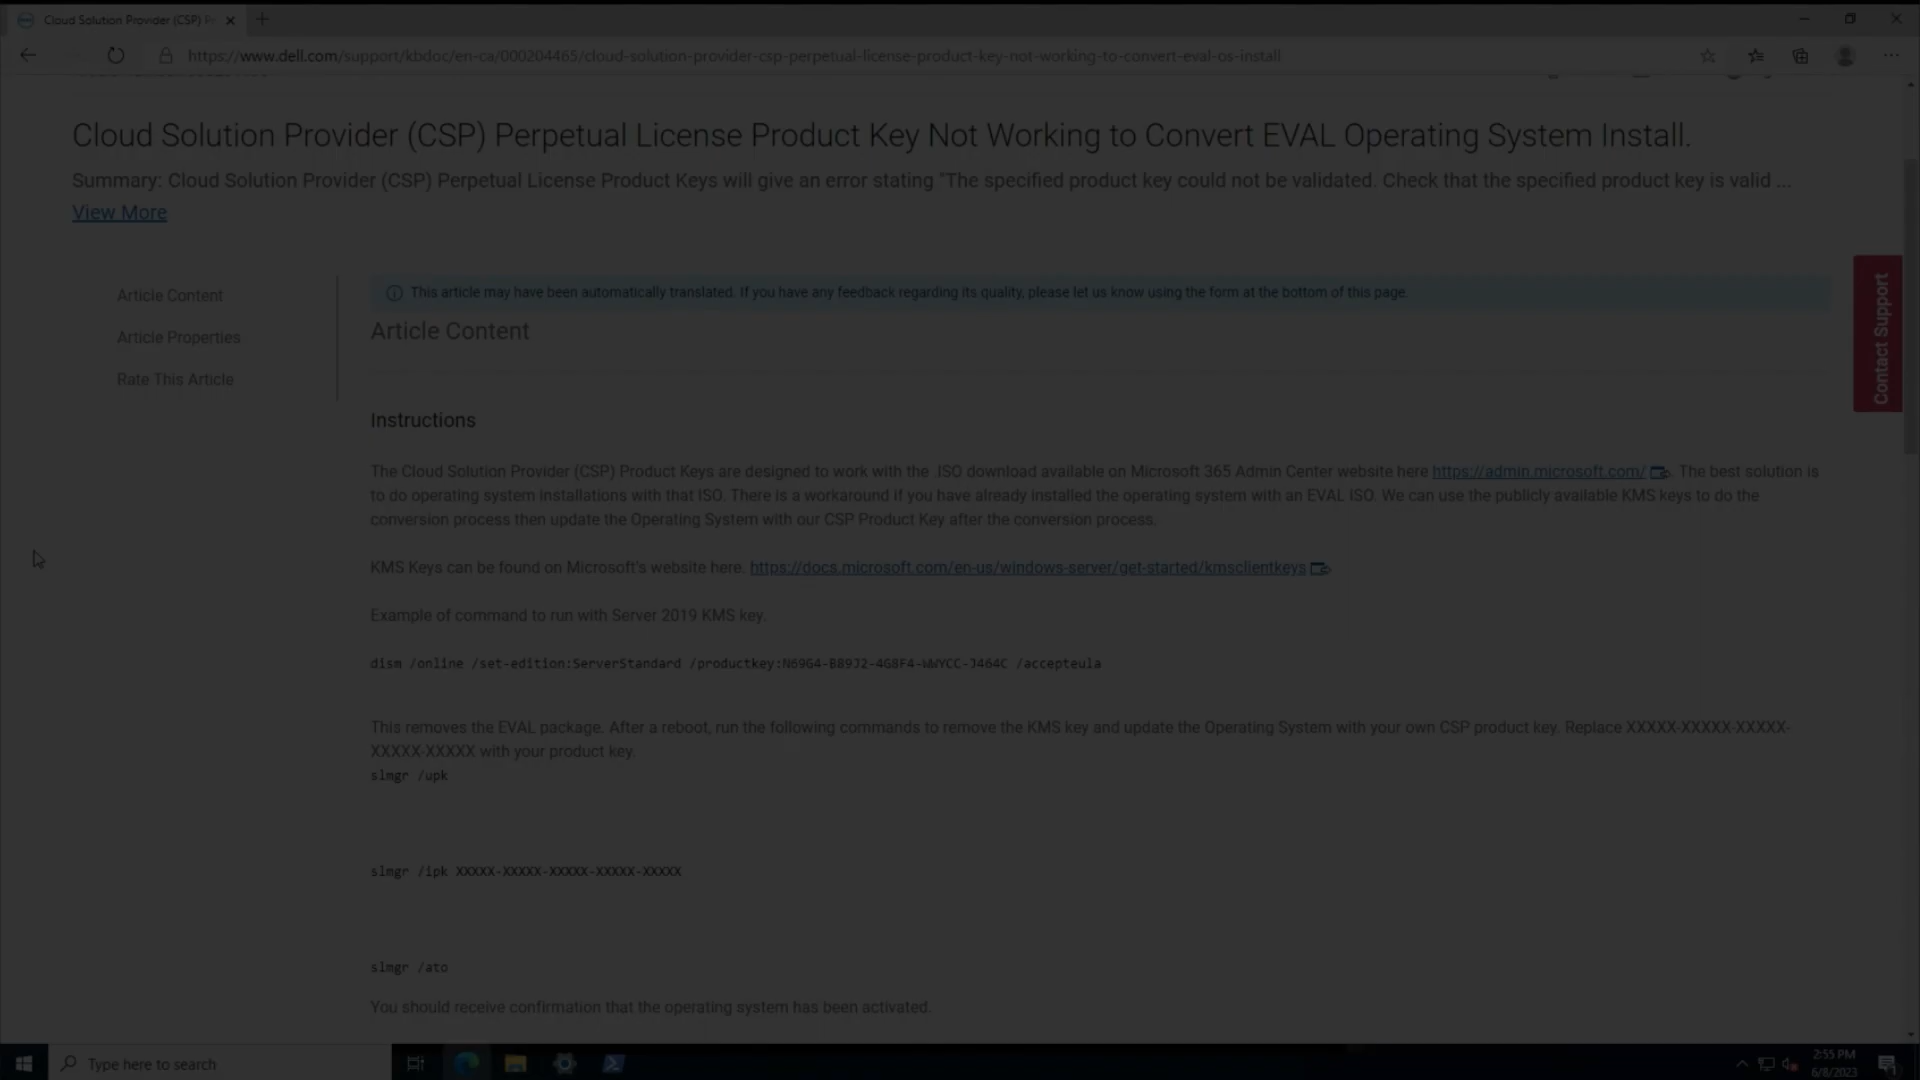 Cloud Solution Provider (CSP) Pe
https://www.dell.com/support/kbdoc/en-ca/000204465/cloud-solution-provider-csp-perpetual-license-product-key-not-working-to-convert-eval-os-install
Cloud Solution Provider (CSP) Perpetual License Product Key Not Working to Convert EVAL Operating System Install.
Summary: Cloud Solution Provider (CSP) Perpetual License Product Keys will give an error stating "The specified product key could not be validated. Check that the specified product key is valid ...
View More
Article Content
Article Properties
Rate This Article
This article may have been automatically translated. If you have any feedback regarding its quality, please let us know using the form at the bottom of this page.
Article Content
Contact Support
Instructions
The Cloud Solution Provider (CSP) Product Keys are designed to work with the .ISO download available on Microsoft 365 Admin Center website here https://admin.microsoft.com/ . The best solution is
to do operating system installations with that ISO. There is a workaround if you have already installed the operating system with an EVAL ISO. We can use the publicly available KMS keys to do the
conversion process then update the Operating System with our CSP Product Key after the conversion process.
KMS Keys can be found on Microsoft's website here. https://docs.microsoft.com/en-us/windows-server/get-started/kmsclientkeys
Example of command to run with Server 2019 KMS key.
dism /online /set-edition:ServerStandard /productkey:N69G4-B89J2-4G8F4-WWYCC-J464C /accepteula
This removes the EVAL package. After a reboot, run the following commands to remove the KMS key and update the Operating System with your own CSP product key. Replace XXXXX-XXXXX-XXXXX-
XXXXX-XXXXX with your product key.
slmgr /upk
slmgr /ipk XXXXX-XXXXX-XXXXX-XXXXX-XXXXX
slmgr /ato
You should receive confirmation that the operating system has been activated.
Type here to search
2:55 PM
6/8/2023